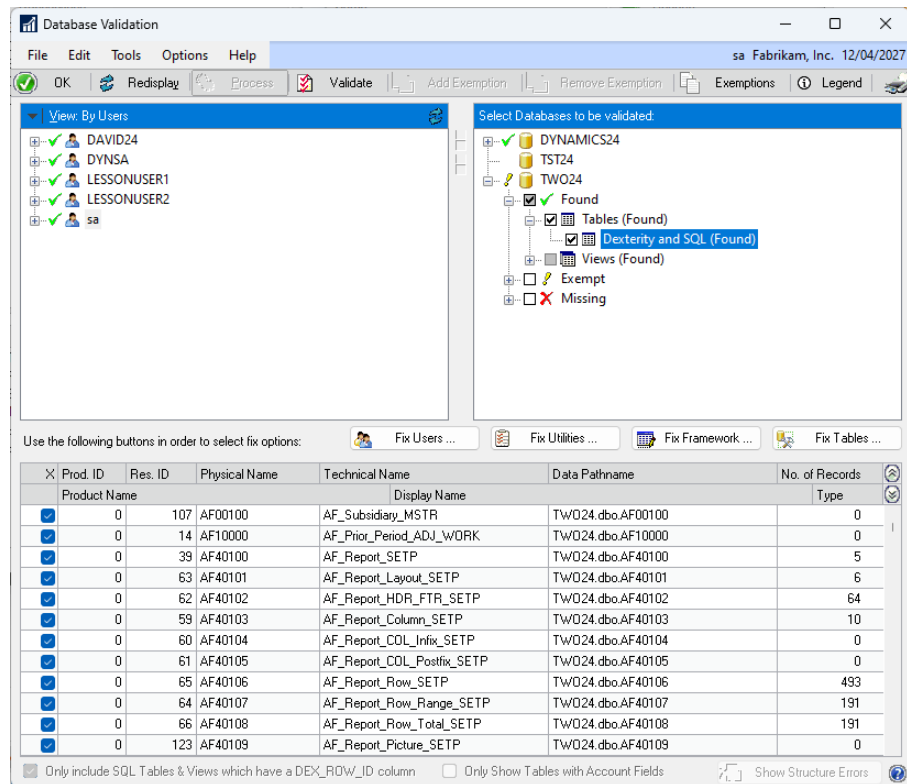 Database Validation
File Edit Tools Options Help sa Fabrikam, Inc. 12/04/2027
OK Redisplay Process Validate Add Exemption Remove Exemption Exemptions Legend
View: By Users
DAVID24
DYNSA
LESSONUSER1
LESSONUSER2
sa
Select Databases to be validated:
DYNAMICS24
TST24
TWO24
Found
Tables (Found)
Dexterity and SQL (Found)
Views (Found)
Exempt
Missing
Use the following buttons in order to select fix options: Fix Users ... Fix Utilities ... Fix Framework ... Fix Tables ...
X Prod. ID Res. ID Physical Name Technical Name Data Pathname No. of Records
Product Name Display Name Type
0 107 AF00100 AF_Subsidiary_MSTR TWO24.dbo.AF00100 0
0 14 AF10000 AF_Prior_Period_ADJ_WORK TWO24.dbo.AF10000 0
0 39 AF40100 AF_Report_SETP TWO24.dbo.AF40100 5
0 63 AF40101 AF_Report_Layout_SETP TWO24.dbo.AF40101 6
0 62 AF40102 AF_Report_HDR_FTR_SETP TWO24.dbo.AF40102 64
0 59 AF40103 AF_Report_Column_SETP TWO24.dbo.AF40103 10
0 60 AF40104 AF_Report_COL_Infix_SETP TWO24.dbo.AF40104 0
0 61 AF40105 AF_Report_COL_Postfix_SETP TWO24.dbo.AF40105 0
0 65 AF40106 AF_Report_Row_SETP TWO24.dbo.AF40106 493
0 64 AF40107 AF_Report_Row_Range_SETP TWO24.dbo.AF40107 191
0 66 AF40108 AF_Report_Row_Total_SETP TWO24.dbo.AF40108 191
0 123 AF40109 AF_Report_Picture_SETP TWO24.dbo.AF40109 0
Only include SQL Tables & Views which have a DEX_ROW_ID column Only Show Tables with Account Fields Show Structure Errors